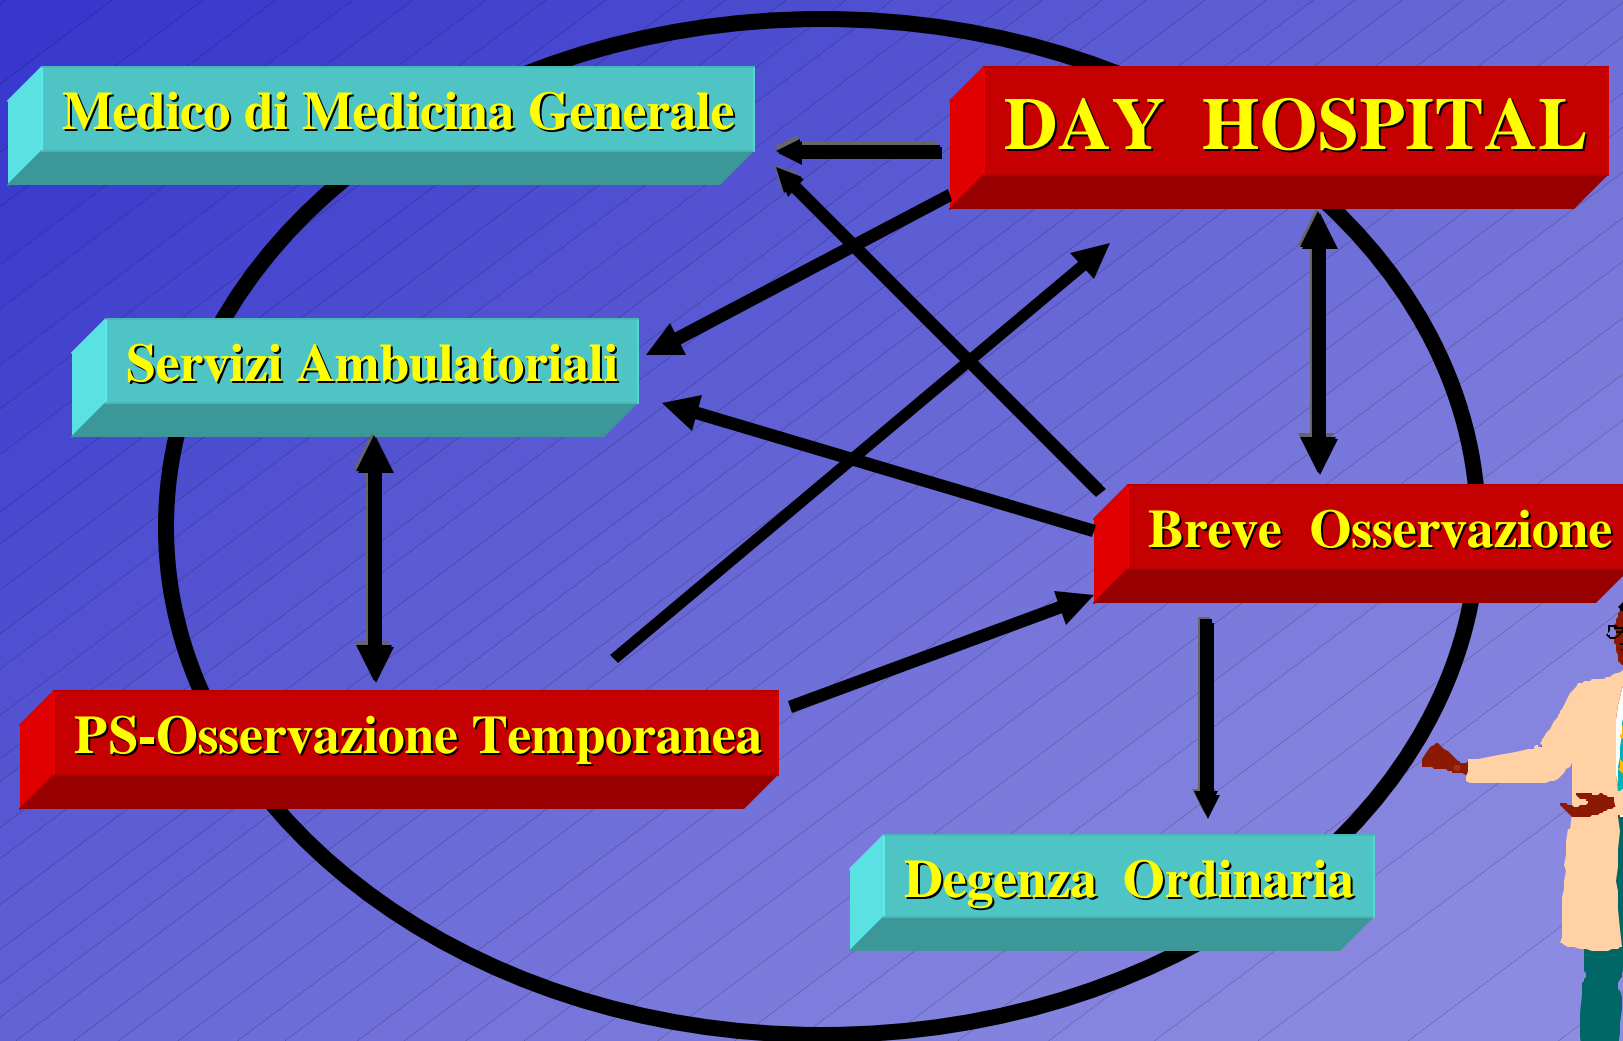 Medico di Medicina Generale
DAY HOSPITAL
Servizi Ambulatoriali
Breve Osservazione
PS-Osservazione Temporanea
Degenza Ordinaria